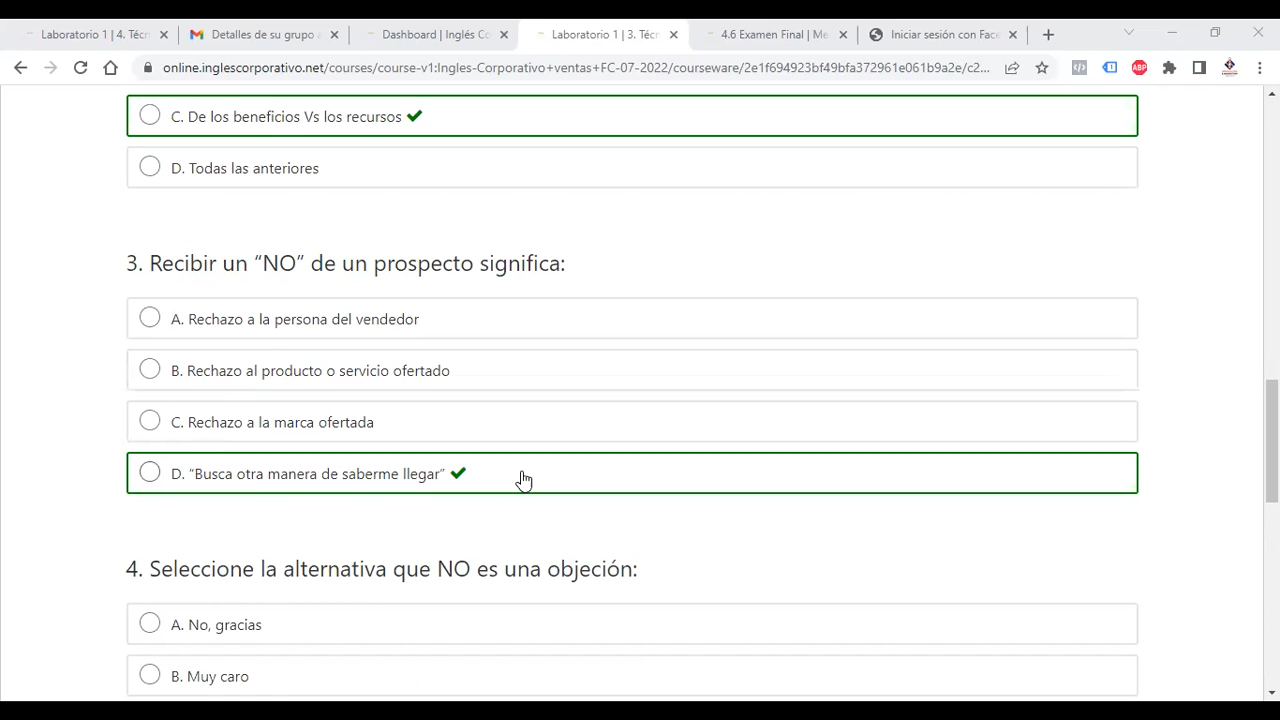 Laboratorio 1 | 4. Técn
Detalles de su grupo
Dashboard | Inglés Co
Laboratorio 1 | 3. Técn
4.6 Examen Final | Me
Iniciar sesión con Face
online.inglescorporativo.net/courses/course-v1:Ingles-Corporativo+ventas+FC-07-2022/courseware/2e1f694923bf49bfa372961e061b9a2e/c2...
ABP
C. De los beneficios Vs los recursos
D. Todas las anteriores
3. Recibir un “NO” de un prospecto significa:
A. Rechazo a la persona del vendedor
B. Rechazo al producto o servicio ofertado
C. Rechazo a la marca ofertada
D. “Busca otra manera de saberme llegar”
4. Seleccione la alternativa que NO es una objeción:
A. No, gracias
B. Muy caro